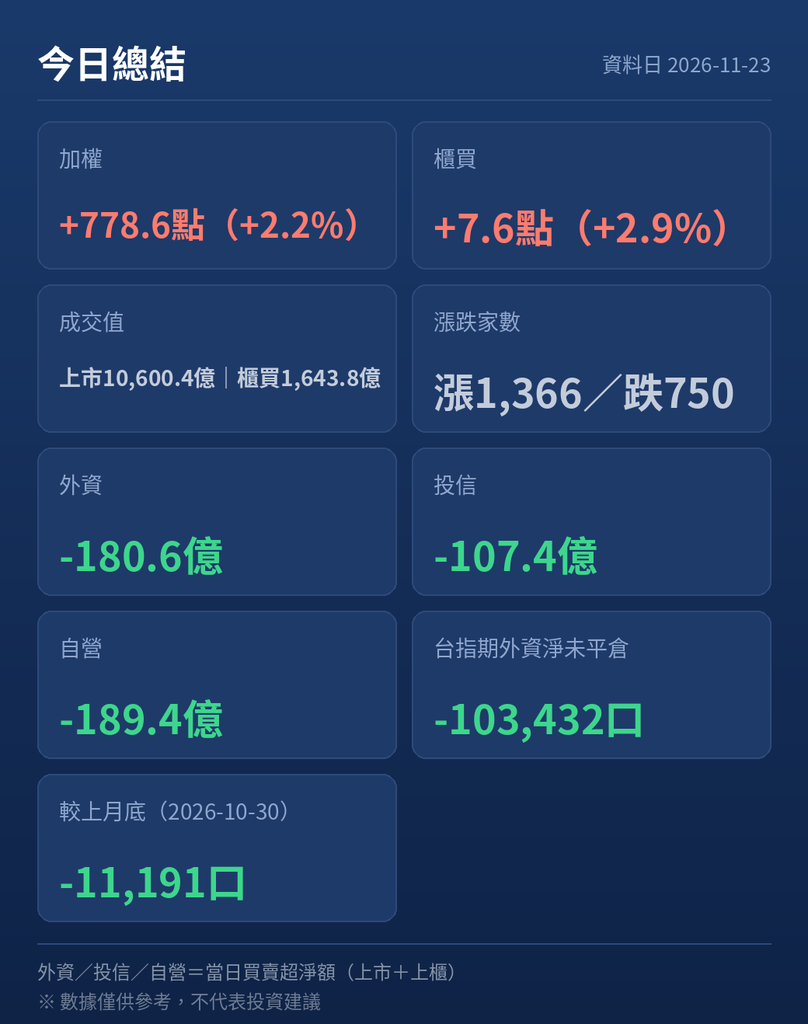 今日總結
資料日 2026-11-23
加權
+778.6點（+2.2%）
櫃買
+7.6點（+2.9%）
成交值
上市10,600.4億｜櫃買1,643.8億
漲跌家數
漲1,366／跌750
外資
-180.6億
投信
-107.4億
自營
-189.4億
台指期外資淨未平倉
-103,432口
較上月底（2026-10-30）
-11,191口
外資／投信／自營＝當日買賣超淨額（上市＋上櫃）
※ 數據僅供參考，不代表投資建議